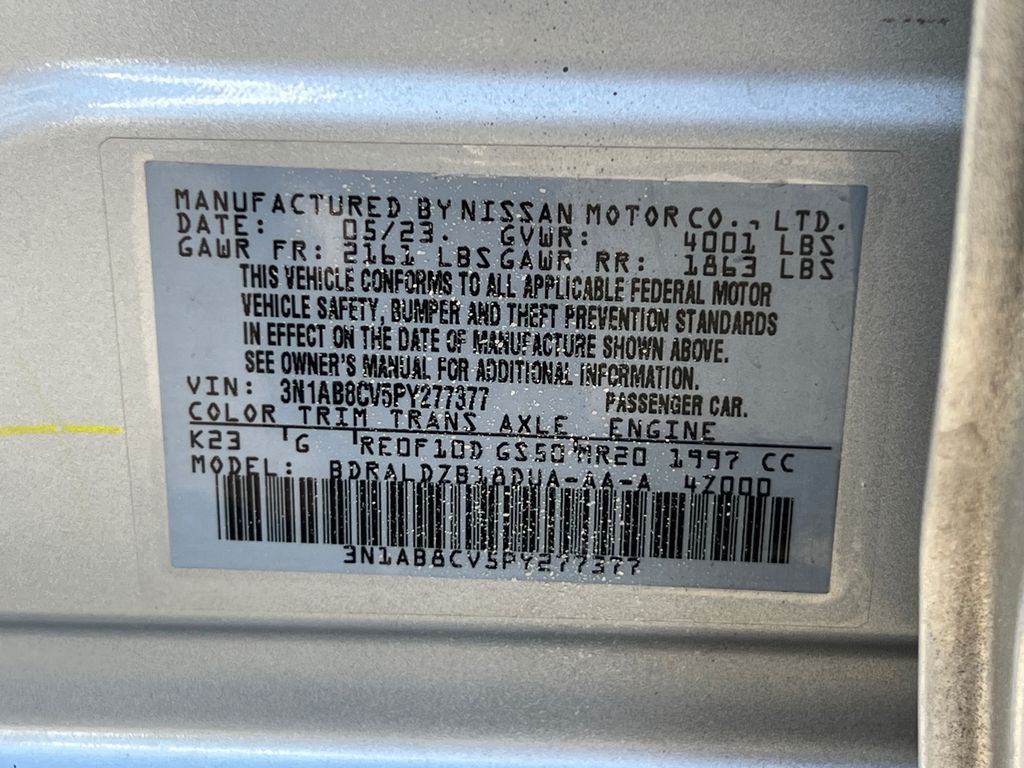 MANUFACTURED BY NISSAN MOTOR CO., LTD.
DATE: 05/23. GVWR: 4001 LBS
GAWR FR: 2161 LBS GAWR RR: 1863 LBS
THIS VEHICLE CONFORMS TO ALL APPLICABLE FEDERAL MOTOR
VEHICLE SAFETY, BUMPER AND THEFT PREVENTION STANDARDS
IN EFFECT ON THE DATE OF MANUFACTURE SHOWN ABOVE.
SEE OWNER'S MANUAL FOR ADDITIONAL INFORMATION.
VIN: 3N1AB8CV5PY277377 PASSENGER CAR.
COLOR TRIM TRANS AXLE ENGINE
K23 G RE0F10D GS50 MR20 1997 CC
MODEL: BDRALDZB18DUA-AA-A 4Z000
3N1AB8CV5PY277377